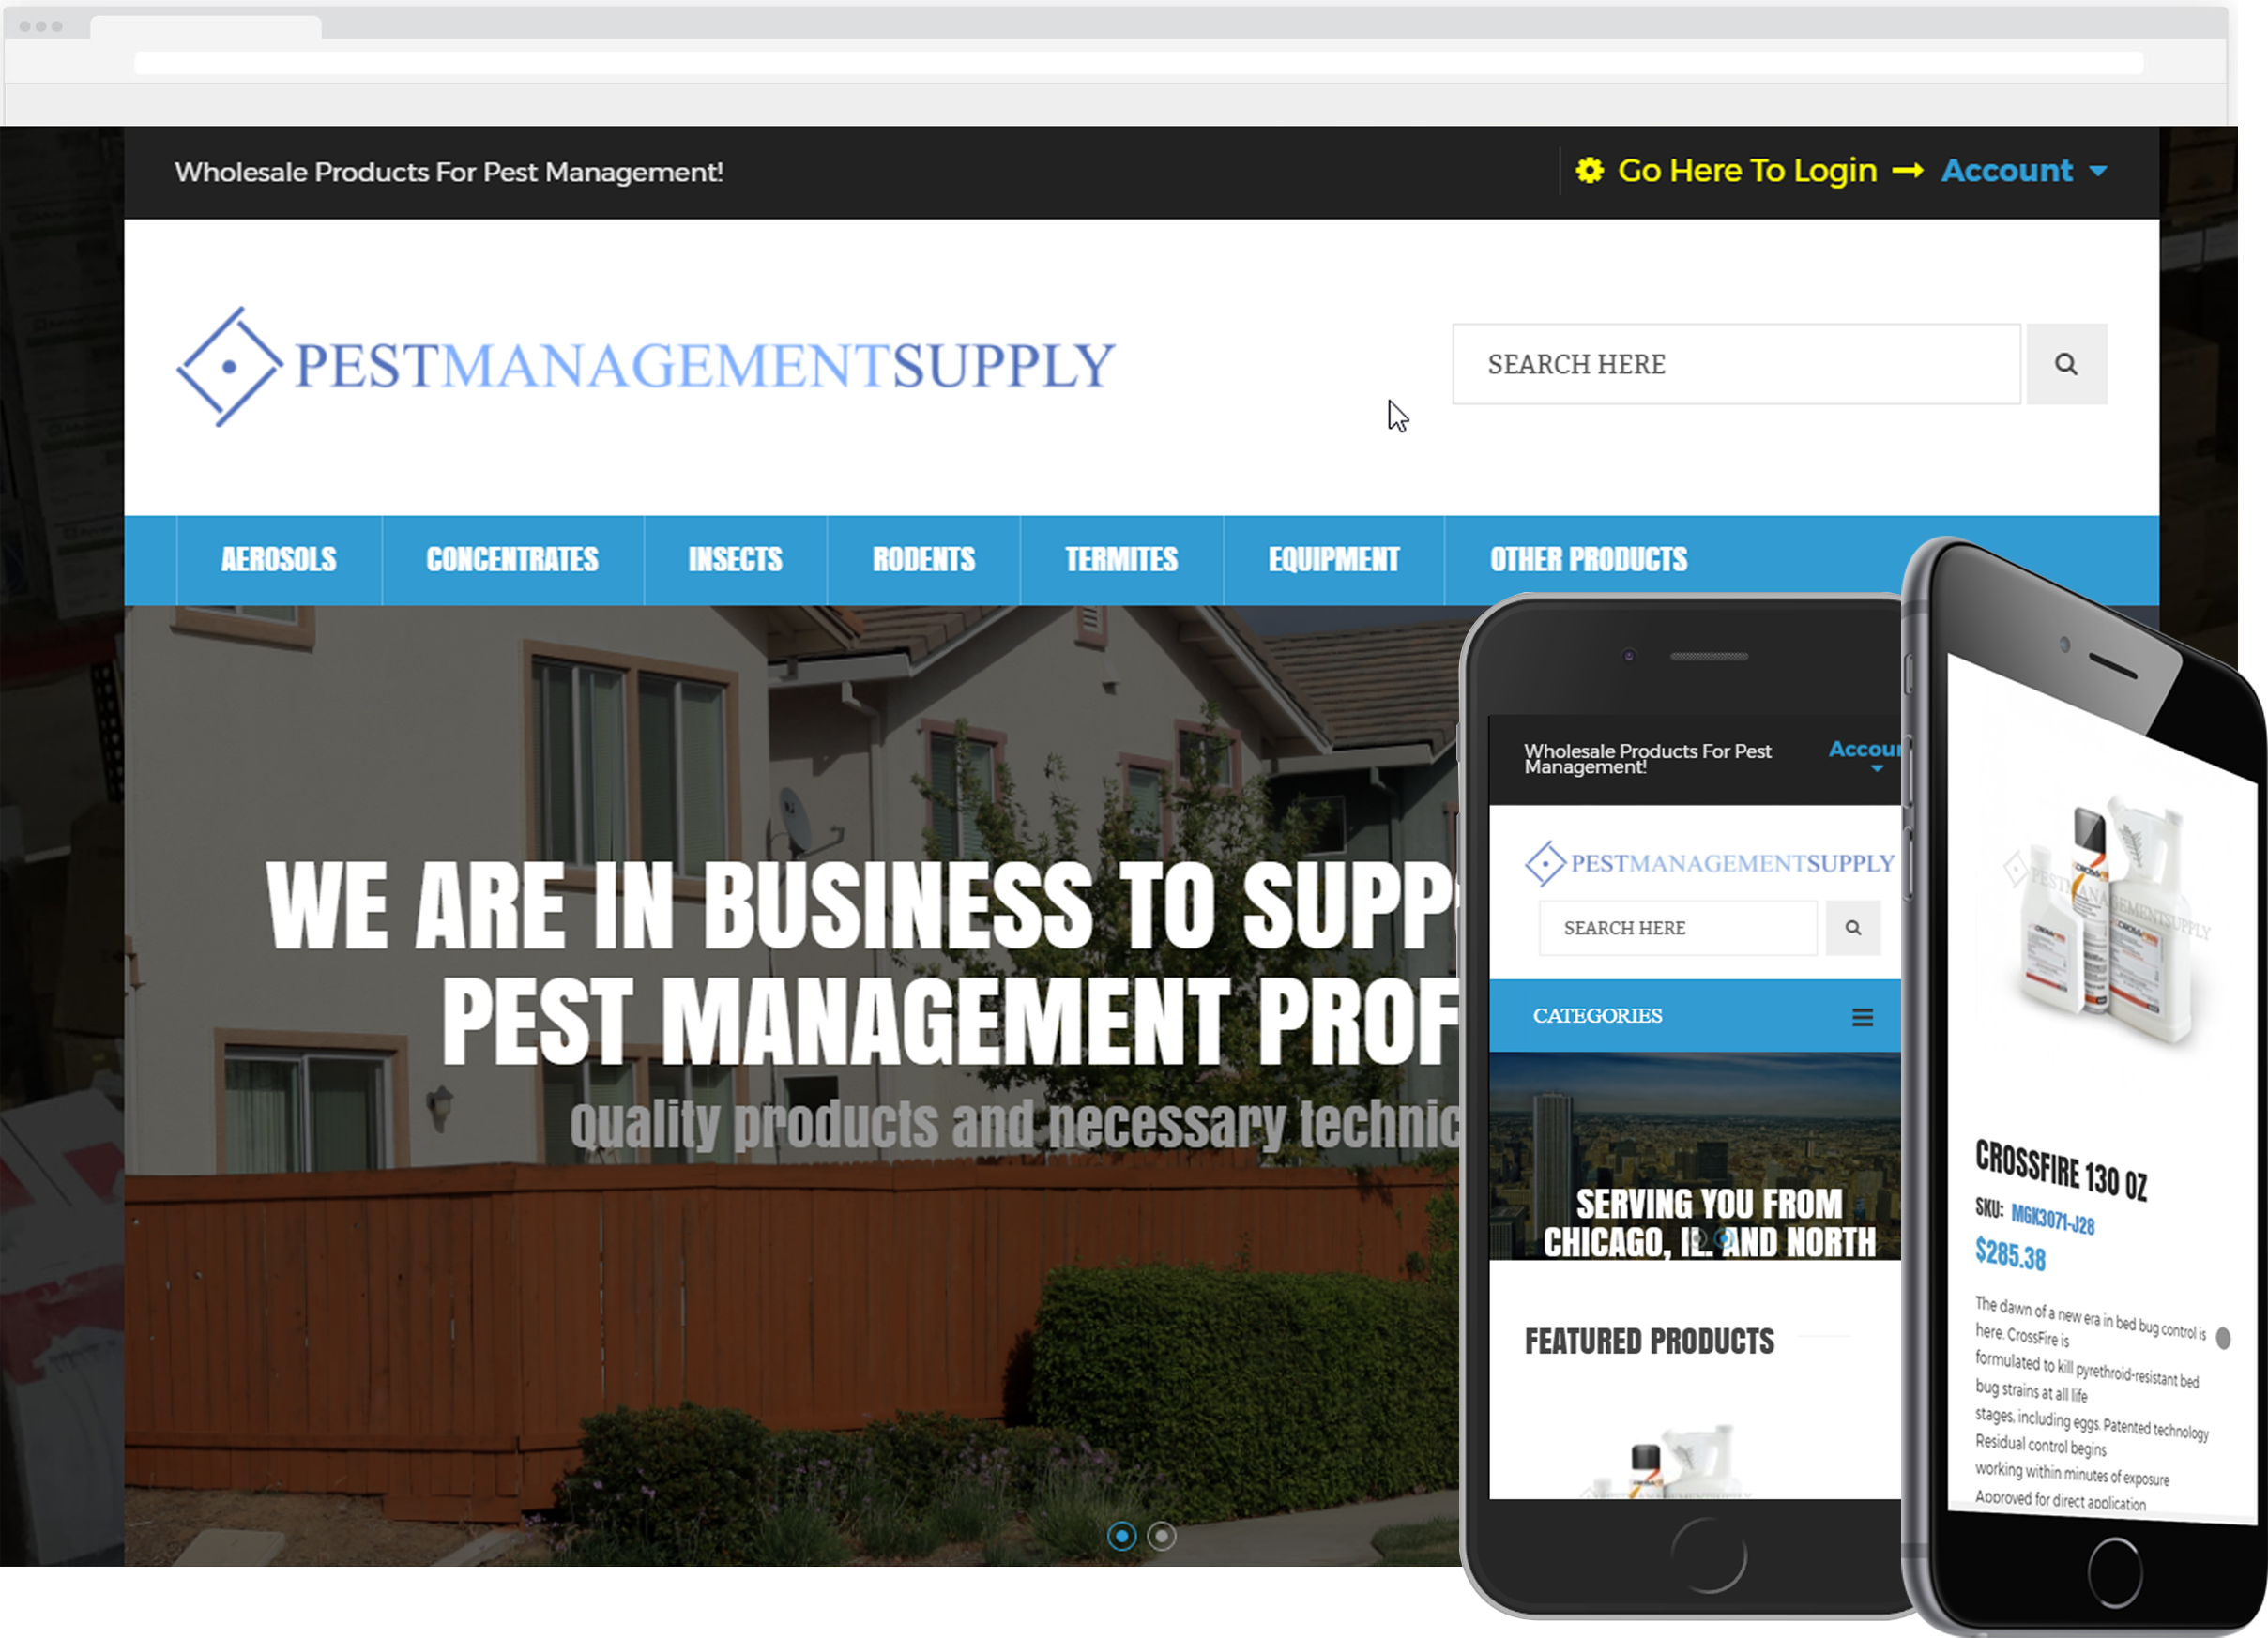 Wholesale Products For Pest Management!
Go Here To Login
Account
PESTMANAGEMENTSUPPLY
SEARCH HERE
AEROSOLS
CONCENTRATES
INSECTS
RODENTS
TERMITES
EQUIPMENT
OTHER PRODUCTS
WE ARE IN BUSINESS TO SUPP
PEST MANAGEMENT PROF
Quality products and necessary technic
Wholesale Products For Pest
Management!
Accour
PESTMANAGEMENTSUPPLY
SEARCH HERE
CATEGORIES
SERVING YOU FROM
CHICAGO, IL. AND NORTH
FEATURED PRODUCTS
PESTMANAGEMENTSUPPLY
CROSSFIRE 130 OZ
SKU: MGK3071-J28
$285.38
The dawn of a new era in bed bug control is
here. CrossFire is
formulated to kill pyrethroid-resistant bed
bug strains at all life
stages, including eggs. Patented technology
Residual control begins
working within minutes of exposure
Approved for direct application